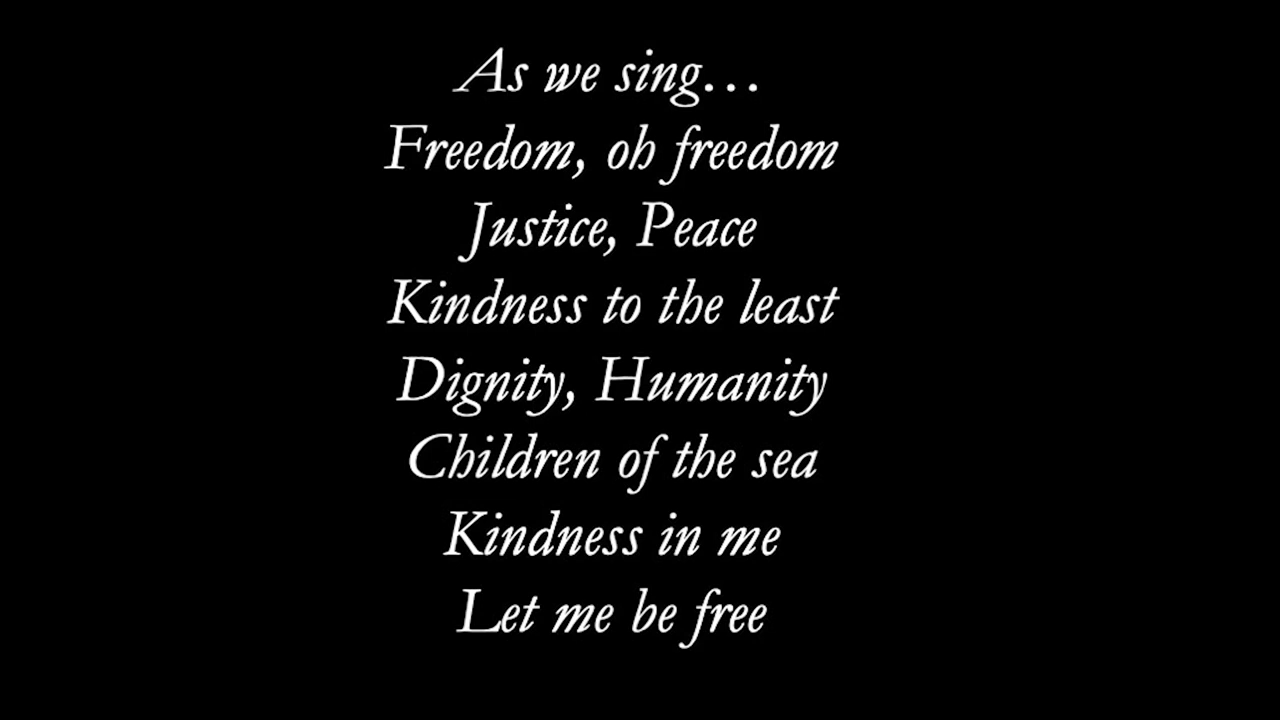 As we sing...
Freedom, oh freedom
Justice, Peace
Kindness to the least
Dignity, Humanity
Children of the sea
Kindness in me
Let me be free